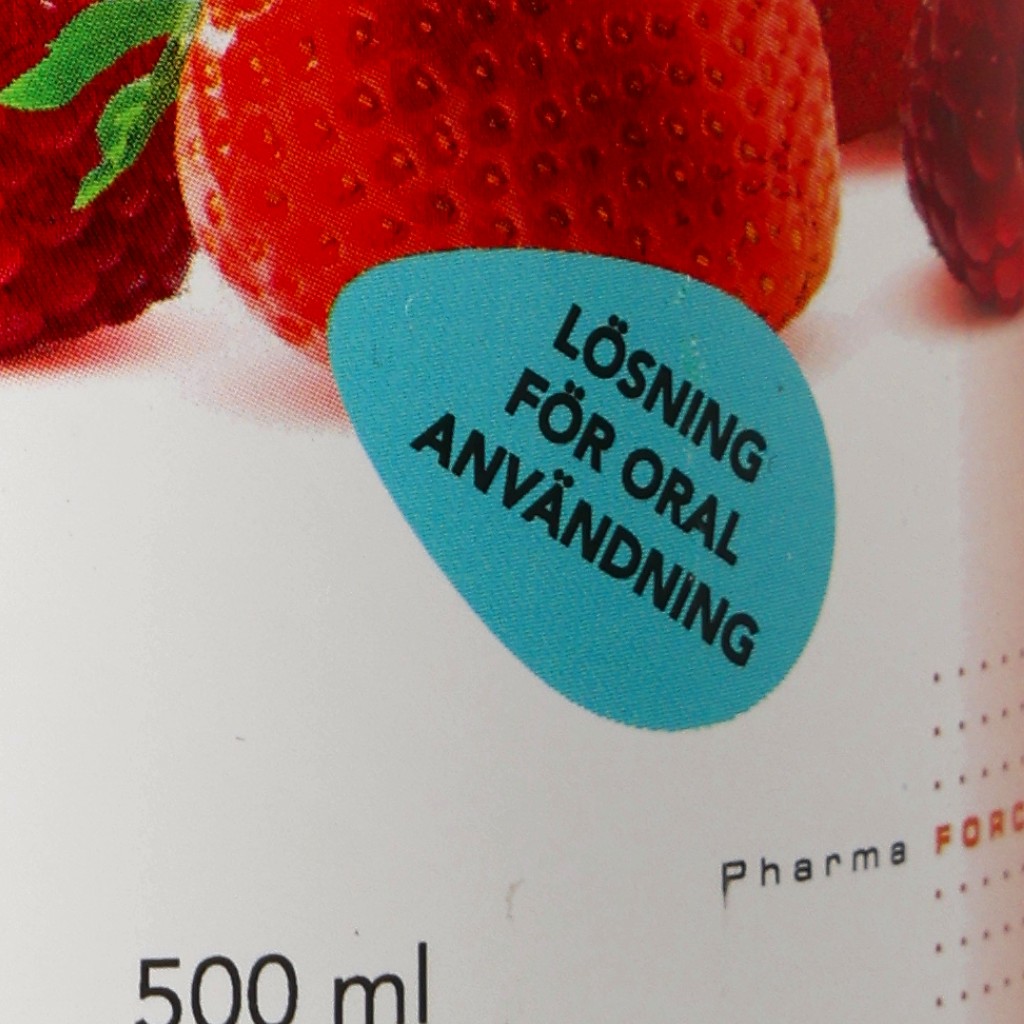 LÖSNING
FÖR ORAL
ANVÄNDNING
Pharma
500 ml